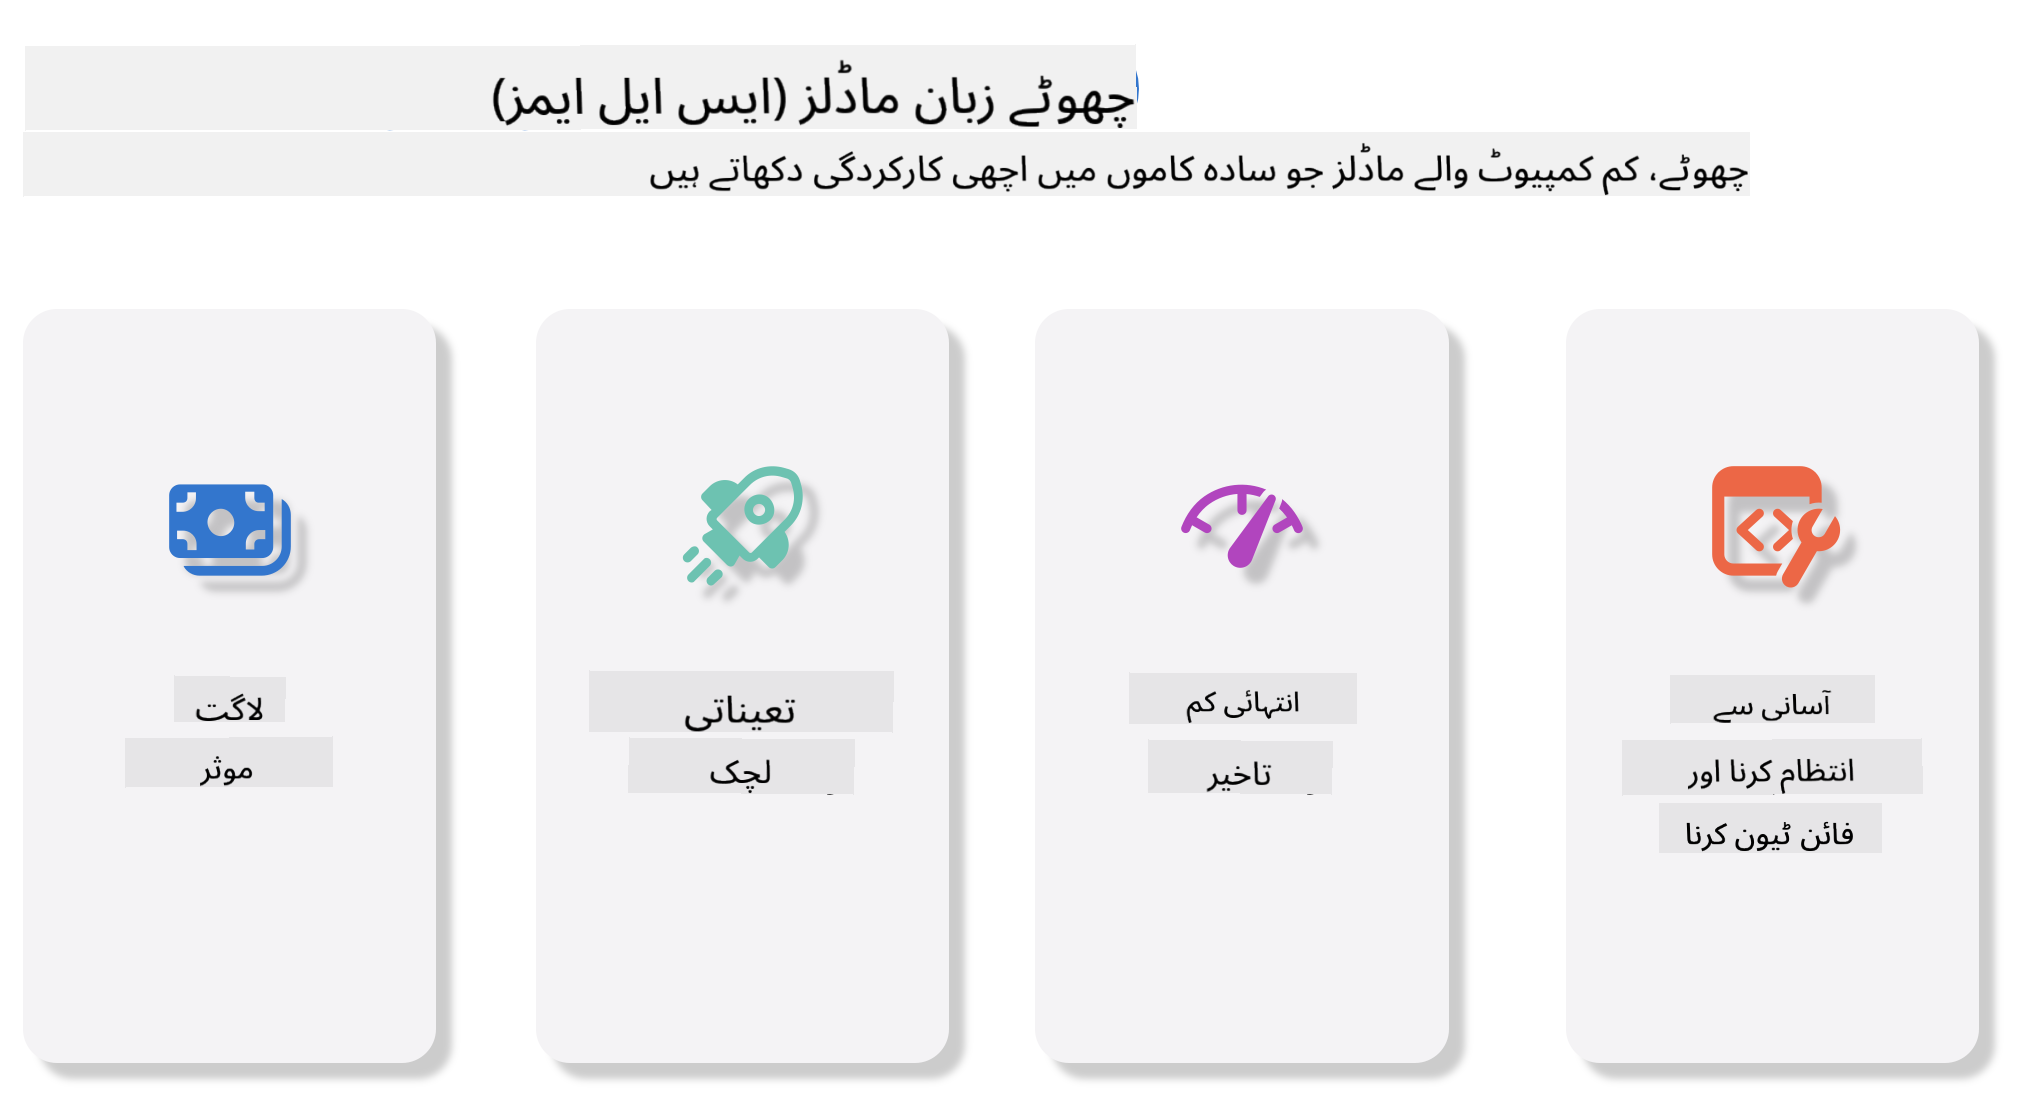 چھوٹے زبان ماڈلز (ایس ایل ایمز)
چھوٹے، کم کمپیوٹ والے ماڈلز جو سادہ کاموں میں اچھی کارکردگی دکھاتے ہیں
لاگت
موثر
تعیناتی
لچک
انتہائی کم
تاخیر
آسانی سے
انتظام کرنا اور
فائن ٹیون کرنا